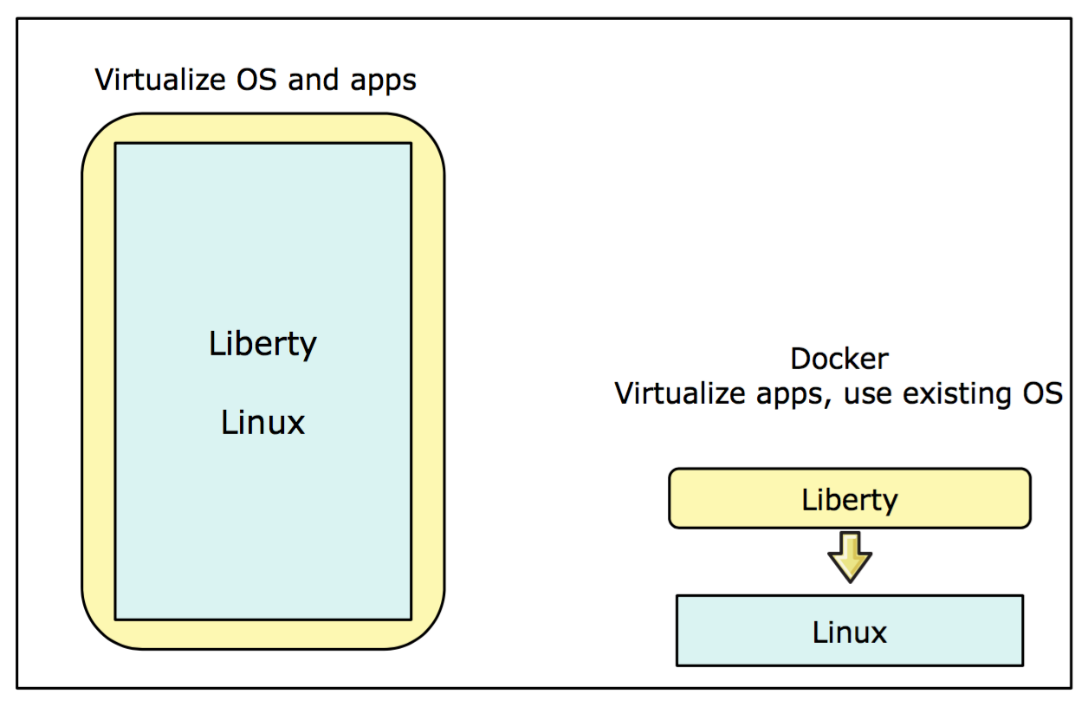 Virtualize OS and apps
Liberty
Linux
Docker
Virtualize apps, use existing OS
Liberty
Linux